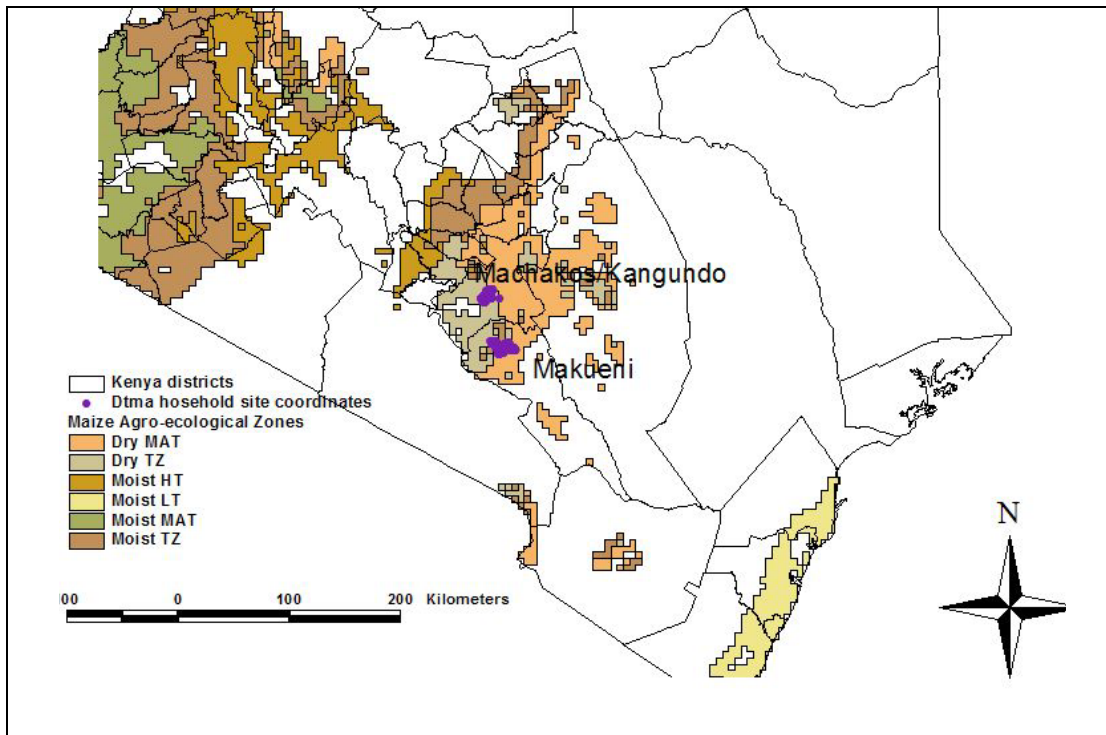 Machakos/Kangundo
Makueni
Kenya districts
Dtma hosehold site coordinates
Maize Agro-ecological Zones
Dry MAT
Dry TZ
Moist HT
Moist LT
Moist MAT
Moist TZ
N
00 0 100 200 Kilometers